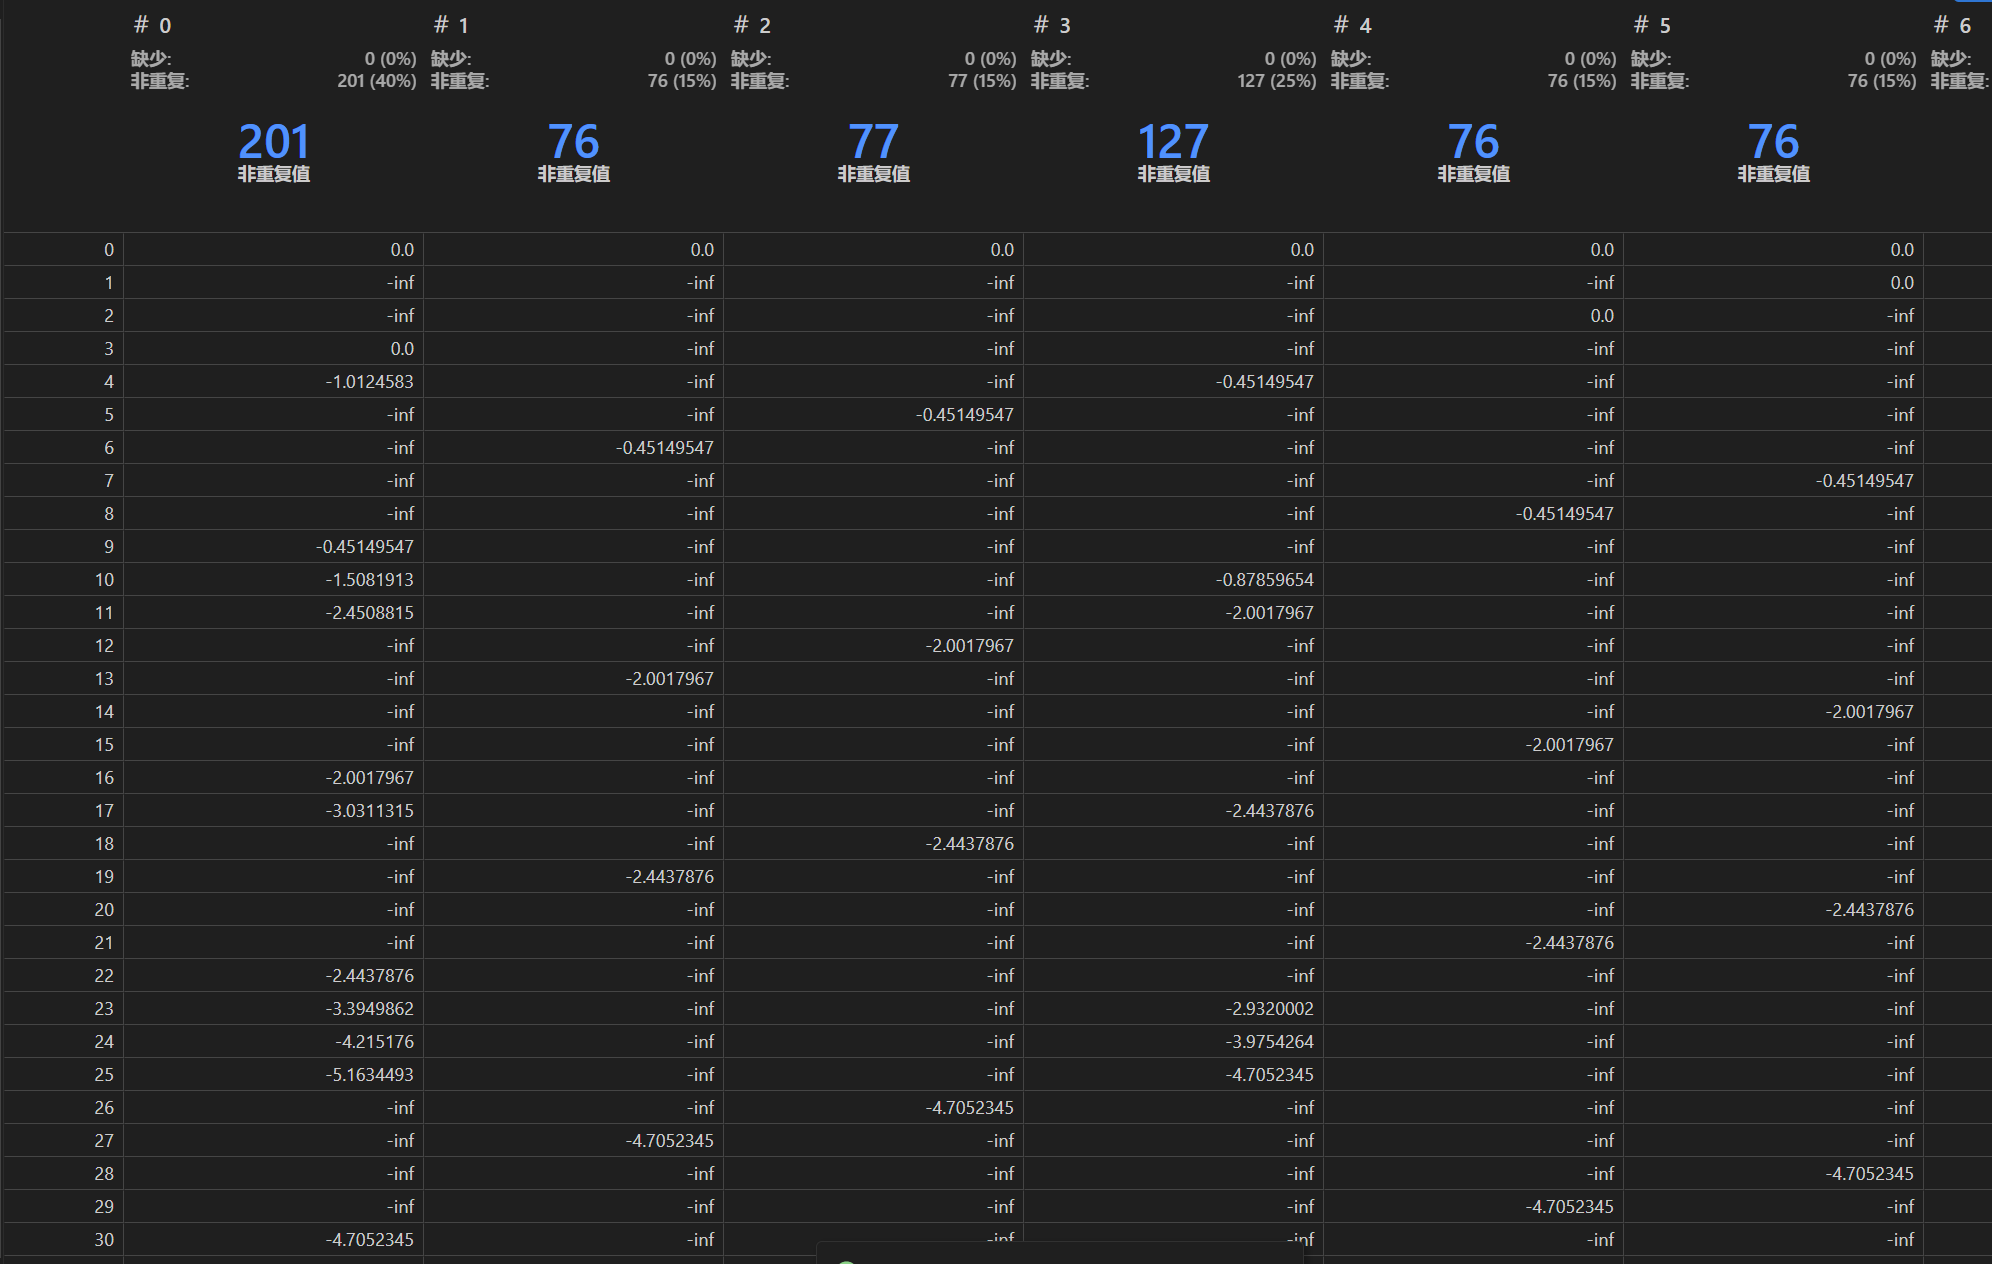 # 0 # 1 # 2 # 3 # 4 # 5 # 6
缺少: 0 (0%) 缺少: 0 (0%) 缺少: 0 (0%) 缺少: 0 (0%) 缺少: 0 (0%) 缺少: 0 (0%) 缺少:
非重复: 201 (40%) 非重复: 76 (15%) 非重复: 77 (15%) 非重复: 127 (25%) 非重复: 76 (15%) 非重复: 76 (15%) 非重复:
201 76 77 127 76 76
非重复值 非重复值 非重复值 非重复值 非重复值 非重复值
0 0.0 0.0 0.0 0.0 0.0 0.0
1 -inf -inf -inf -inf -inf 0.0
2 -inf -inf -inf -inf 0.0 -inf
3 0.0 -inf -inf -inf -inf -inf
4 -1.0124583 -inf -inf -0.45149547 -inf -inf
5 -inf -inf -0.45149547 -inf -inf -inf
6 -inf -0.45149547 -inf -inf -inf -inf
7 -inf -inf -inf -inf -inf -0.45149547
8 -inf -inf -inf -inf -0.45149547 -inf
9 -0.45149547 -inf -inf -inf -inf -inf
10 -1.5081913 -inf -inf -0.87859654 -inf -inf
11 -2.4508815 -inf -inf -2.0017967 -inf -inf
12 -inf -inf -2.0017967 -inf -inf -inf
13 -inf -2.0017967 -inf -inf -inf -inf
14 -inf -inf -inf -inf -inf -2.0017967
15 -inf -inf -inf -inf -2.0017967 -inf
16 -2.0017967 -inf -inf -inf -inf -inf
17 -3.0311315 -inf -inf -2.4437876 -inf -inf
18 -inf -inf -2.4437876 -inf -inf -inf
19 -inf -2.4437876 -inf -inf -inf -inf
20 -inf -inf -inf -inf -inf -2.4437876
21 -inf -inf -inf -inf -2.4437876 -inf
22 -2.4437876 -inf -inf -inf -inf -inf
23 -3.3949862 -inf -inf -2.9320002 -inf -inf
24 -4.215176 -inf -inf -3.9754264 -inf -inf
25 -5.1634493 -inf -inf -4.7052345 -inf -inf
26 -inf -inf -4.7052345 -inf -inf -inf
27 -inf -4.7052345 -inf -inf -inf -inf
28 -inf -inf -inf -inf -inf -4.7052345
29 -inf -inf -inf -inf -4.7052345 -inf
30 -4.7052345 -inf -inf -inf -inf -inf